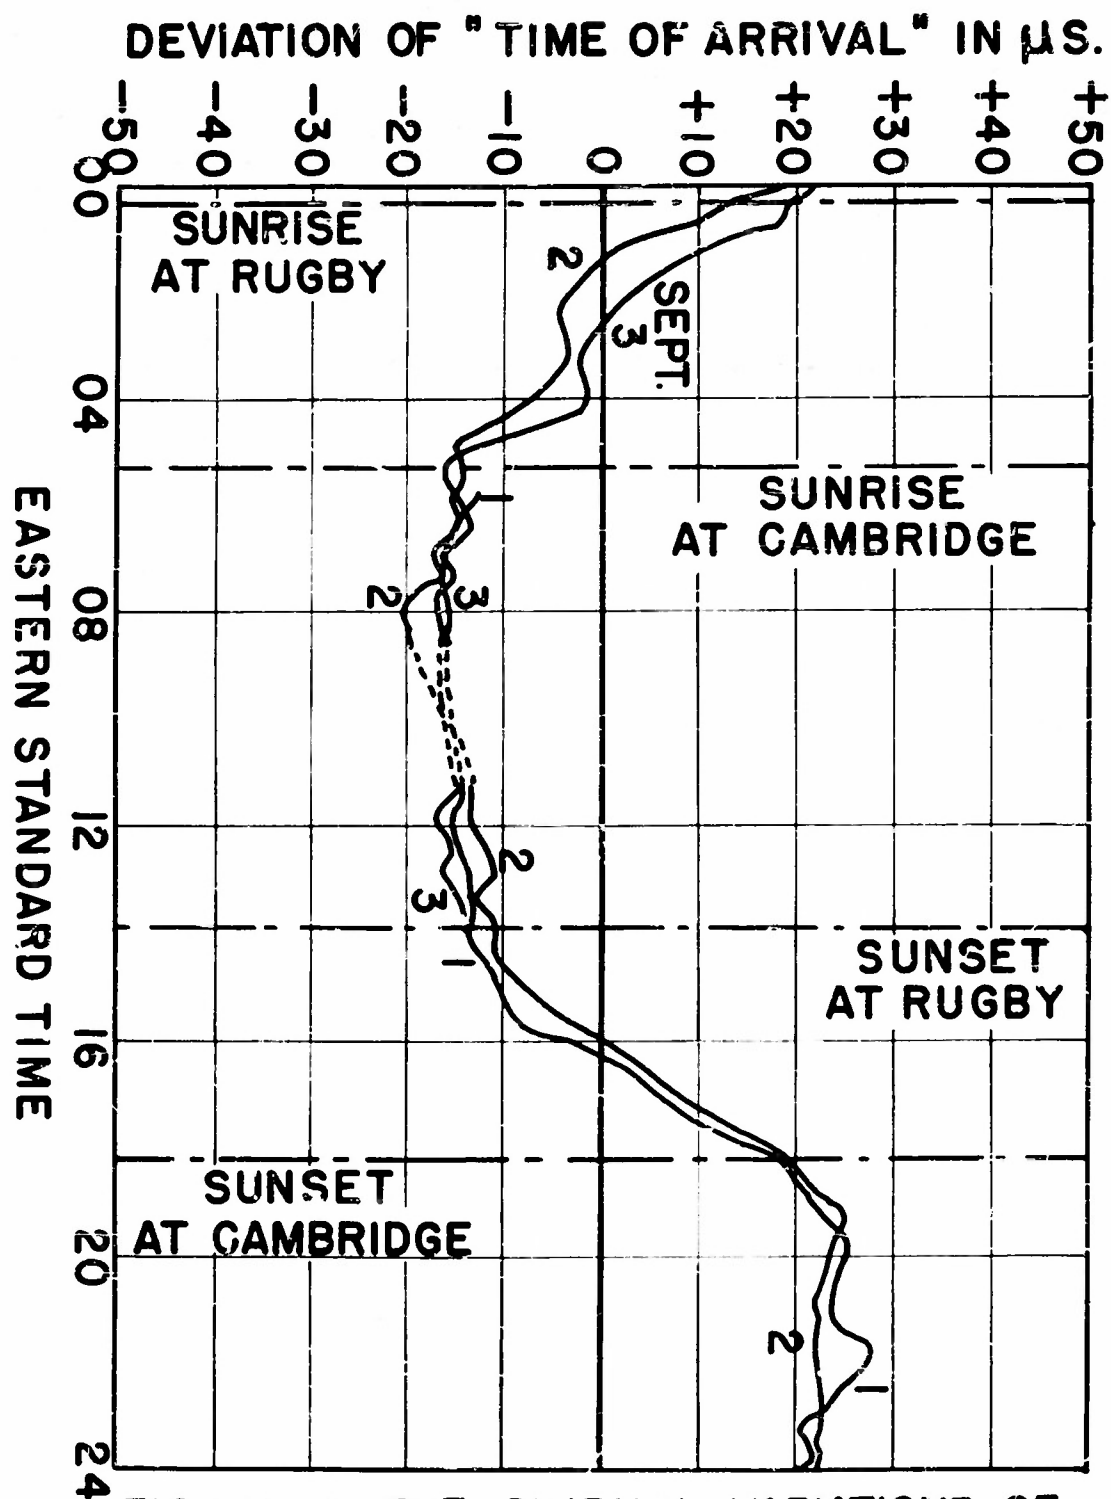 DEVIATION OF "TIME OF ARRIVAL" IN μS.
-50
-40
-30
-20
-10
0
+10
+20
+30
+40
+50
00
04
08
12
16
20
24
EASTERN STANDARD TIME
SUNRISE
AT RUGBY
2
SEPT.
3
SUNRISE
AT CAMBRIDGE
1
2
3
2
3
1
SUNSET
AT RUGBY
SUNSET
AT CAMBRIDGE
2
1